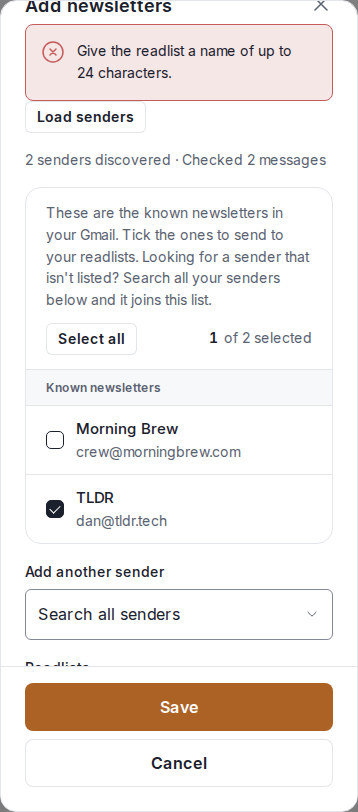 Add newsletters
Give the readlist a name of up to
24 characters.
Load senders
2 senders discovered · Checked 2 messages
These are the known newsletters in
your Gmail. Tick the ones to send to
your readlists. Looking for a sender that
isn't listed? Search all your senders
below and it joins this list.
Select all
1 of 2 selected
Known newsletters
Morning Brew
crew@morningbrew.com
TLDR
dan@tldr.tech
Add another sender
Search all senders
Readlists
Save
Cancel